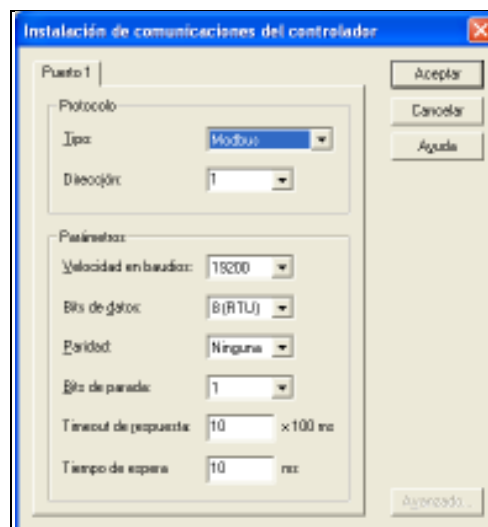 Instalación de comunicaciones del controlador
Puerto 1
Aceptar
Cancelar
Ayuda
Protocolo
Tipo: Modbus
Dirección: 1
Parámetros
Velocidad en baudios: 19200
Bits de datos: 8 (RTU)
Paridad: Ninguna
Bits de parada: 1
Timeout de respuesta: 10 x 100 ms
Tiempo de espera 10 ms
Avanzado...